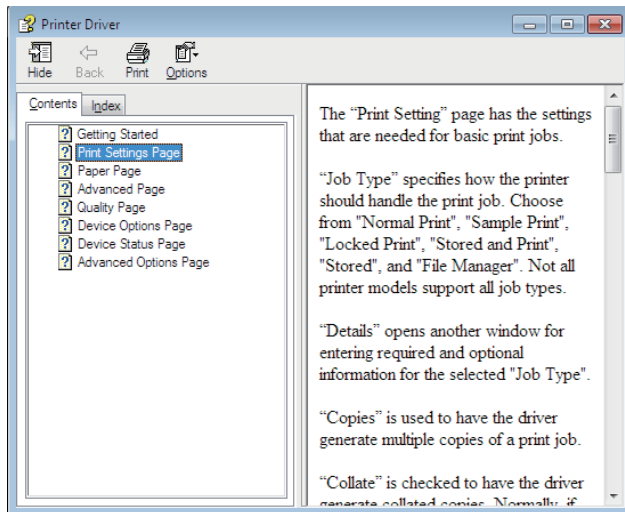 Printer Driver
Hide Back Print Options
Contents Index
Getting Started
Print Settings Page
Paper Page
Advanced Page
Quality Page
Device Options Page
Device Status Page
Advanced Options Page
The “Print Setting” page has the settings
that are needed for basic print jobs.
“Job Type” specifies how the printer
should handle the print job. Choose
from "Normal Print", "Sample Print",
"Locked Print", "Stored and Print",
"Stored", and "File Manager". Not all
printer models support all job types.
“Details” opens another window for
entering required and optional
information for the selected "Job Type".
“Copies” is used to have the driver
generate multiple copies of a print job.
“Collate” is checked to have the driver
generate collated copies. Normally, if